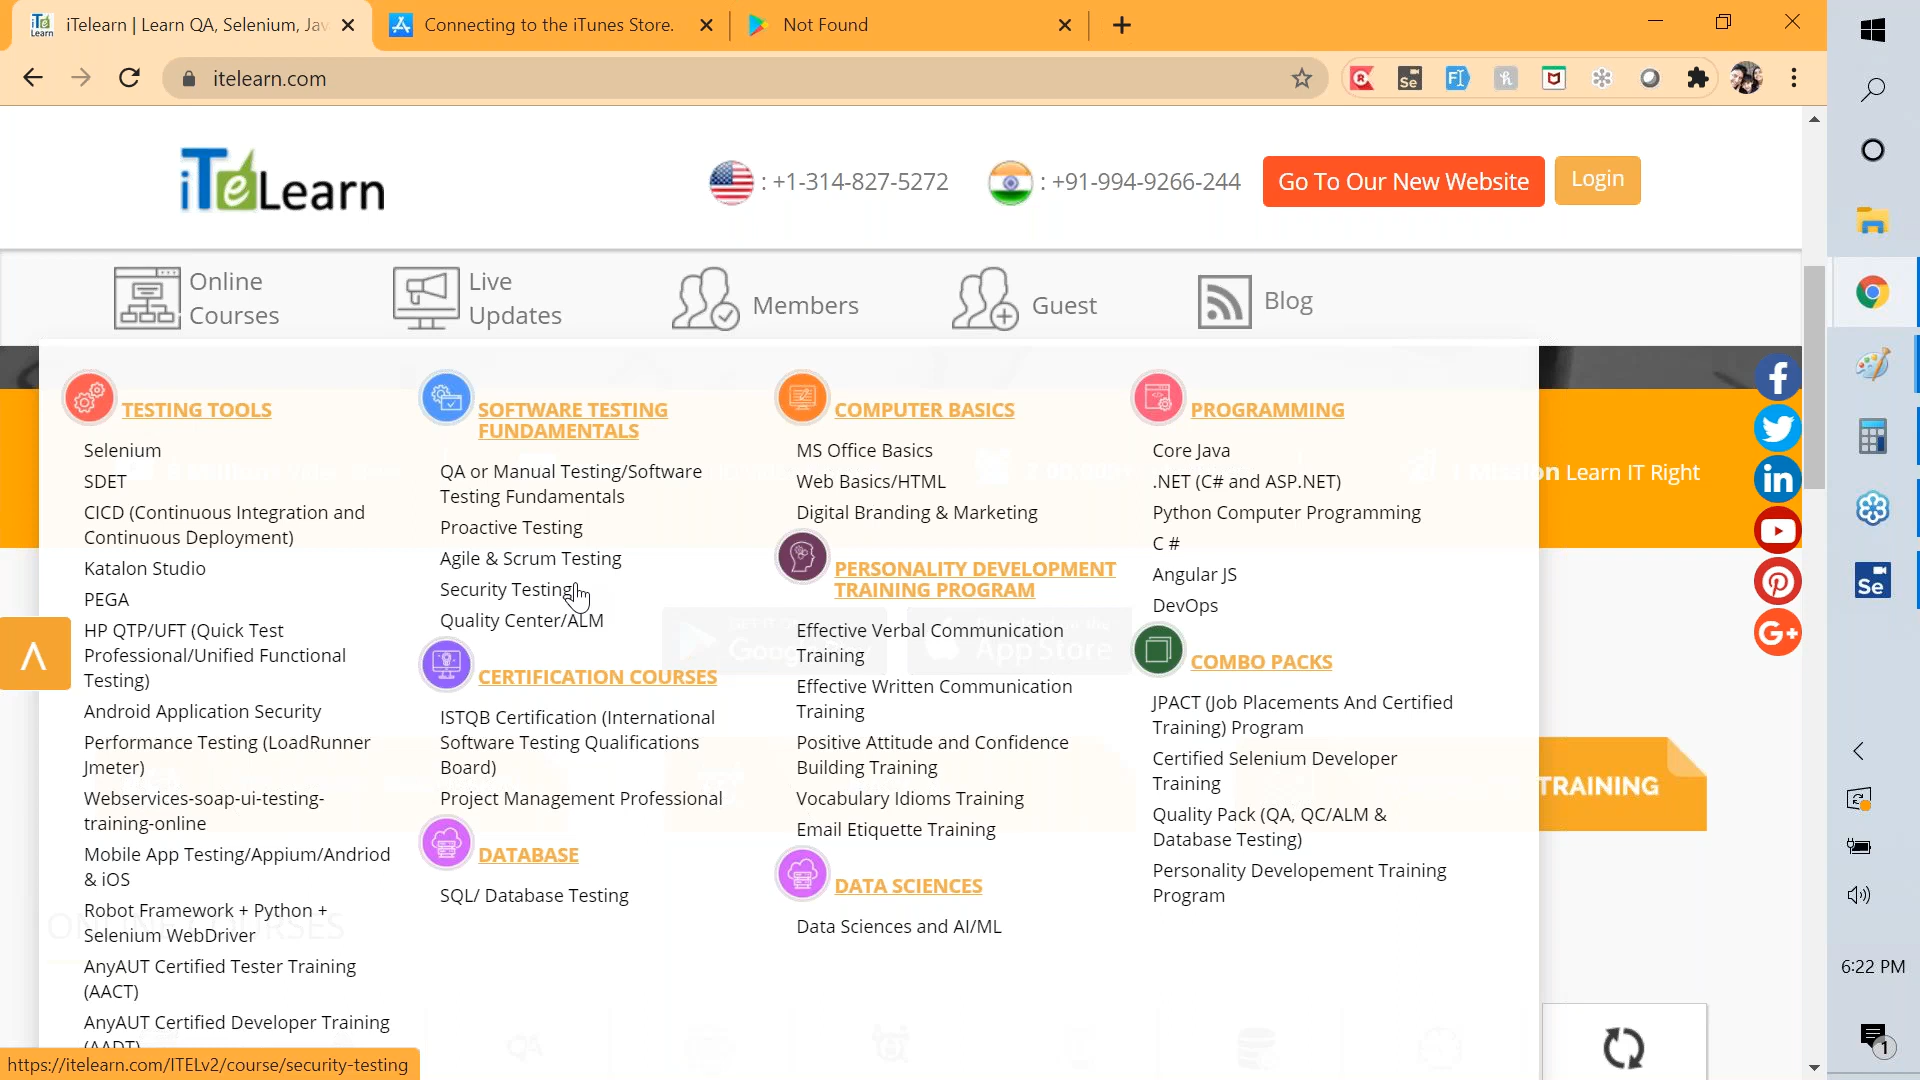 iTelearn | Learn QA, Selenium, Jav
Connecting to the iTunes Store.
Not Found
itelearn.com
iTeLearn
: +1-314-827-5272
: +91-994-9266-244
Go To Our New Website
Login
Online
Courses
Live
Updates
Members
Guest
Blog
TESTING TOOLS
Selenium
SDET
CICD (Continuous Integration and
Continuous Deployment)
Katalon Studio
PEGA
HP QTP/UFT (Quick Test
Professional/Unified Functional
Testing)
Android Application Security
Performance Testing (LoadRunner
Jmeter)
Webservices-soap-ui-testing-
training-online
Mobile App Testing/Appium/Andriod
& iOS
Robot Framework + Python +
Selenium WebDriver
AnyAUT Certified Tester Training
(AACT)
AnyAUT Certified Developer Training
(AADT)
SOFTWARE TESTING
FUNDAMENTALS
QA or Manual Testing/Software
Testing Fundamentals
Proactive Testing
Agile & Scrum Testing
Security Testing
Quality Center/ALM
CERTIFICATION COURSES
ISTQB Certification (International
Software Testing Qualifications
Board)
Project Management Professional
DATABASE
SQL/ Database Testing
COMPUTER BASICS
MS Office Basics
Web Basics/HTML
Digital Branding & Marketing
PERSONALITY DEVELOPMENT
TRAINING PROGRAM
Effective Verbal Communication
Training
Effective Written Communication
Training
Positive Attitude and Confidence
Building Training
Vocabulary Idioms Training
Email Etiquette Training
DATA SCIENCES
Data Sciences and AI/ML
PROGRAMMING
Core Java
.NET (C# and ASP.NET)
Python Computer Programming
C #
Angular JS
DevOps
COMBO PACKS
JPACT (Job Placements And Certified
Training) Program
Certified Selenium Developer
Training
Quality Pack (QA, QC/ALM &
Database Testing)
Personality Developement Training
Program
Mission Learn IT Right
App Store
TRAINING
ONLINE COURSES
Se
Se
6:22 PM
1
https://itelearn.com/ITELv2/course/security-testing